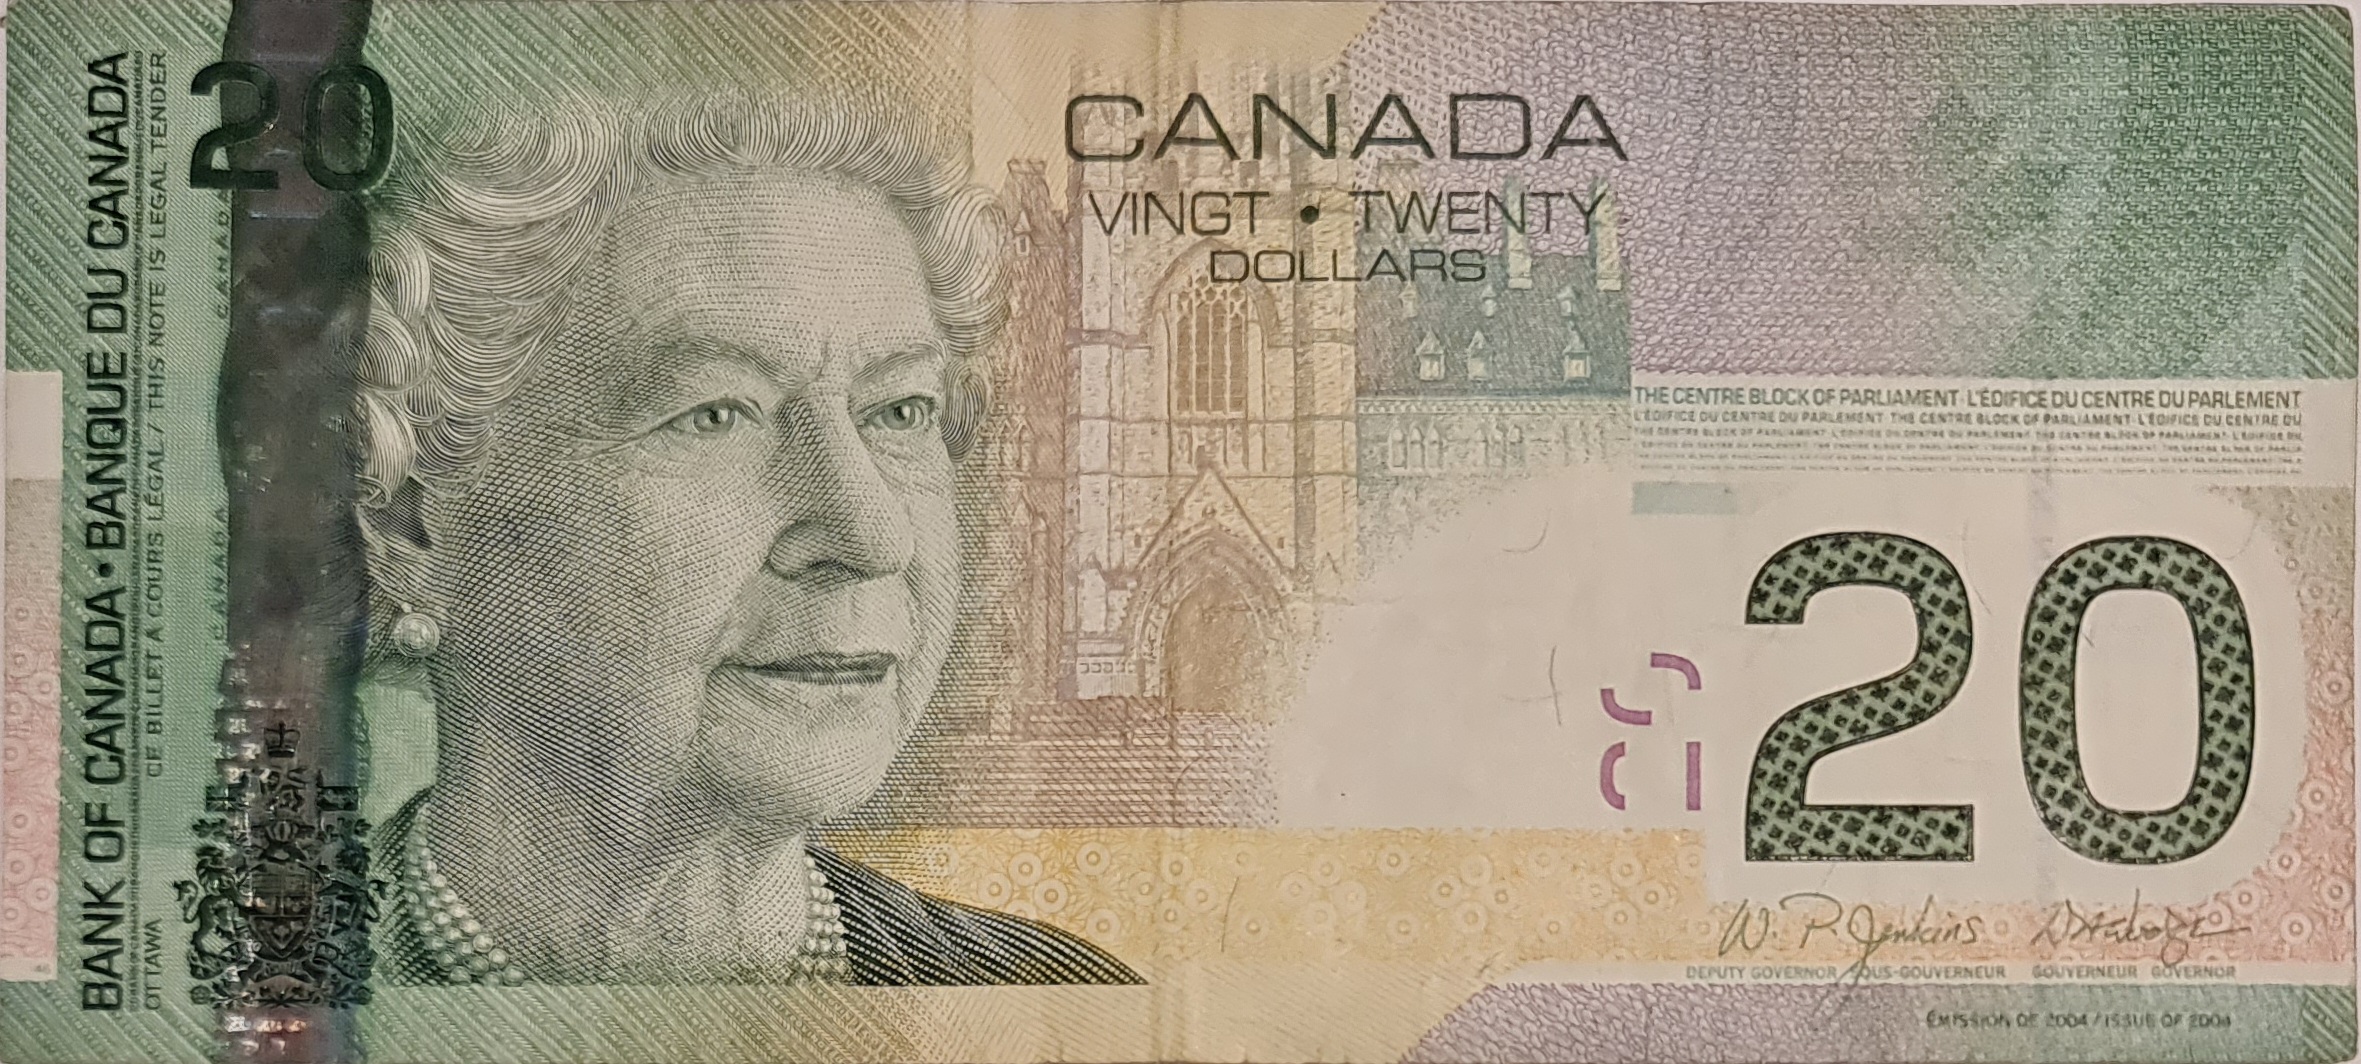 20
BANK OF CANADA • BANQUE DU CANADA
CE BILLET A COURS LÉGAL / THIS NOTE IS LEGAL TENDER
OTTAWA
CANADA
CANADA
CANADA
VINGT • TWENTY
DOLLARS
THE CENTRE BLOCK OF PARLIAMENT L'ÉDIFICE DU CENTRE DU PARLEMENT
L'ÉDIFICE DU CENTRE DU PARLEMENT THE CENTRE BLOCK OF PARLIAMENT L'ÉDIFICE DU CENTRE DU
20
W. P. Jenkins
DEPUTY GOVERNOR SOUS-GOUVERNEUR GOUVERNEUR GOVERNOR
ÉMISSION DE 2004 / ISSUE OF 2004